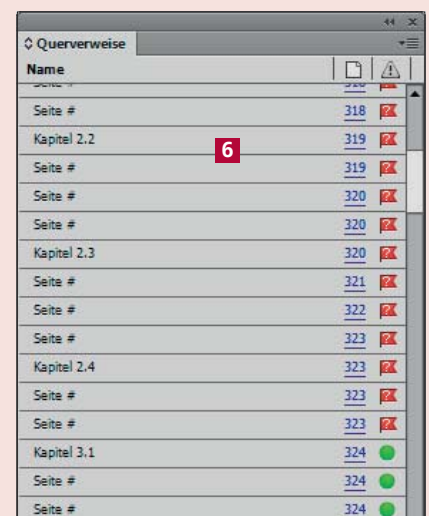 Querverweise
Name
Seite # 318
Kapitel 2.2 319
6
Seite # 319
Seite # 320
Seite # 320
Kapitel 2.3 320
Seite # 321
Seite # 322
Seite # 323
Kapitel 2.4 323
Seite # 323
Seite # 323
Kapitel 3.1 324
Seite # 324
Seite # 324